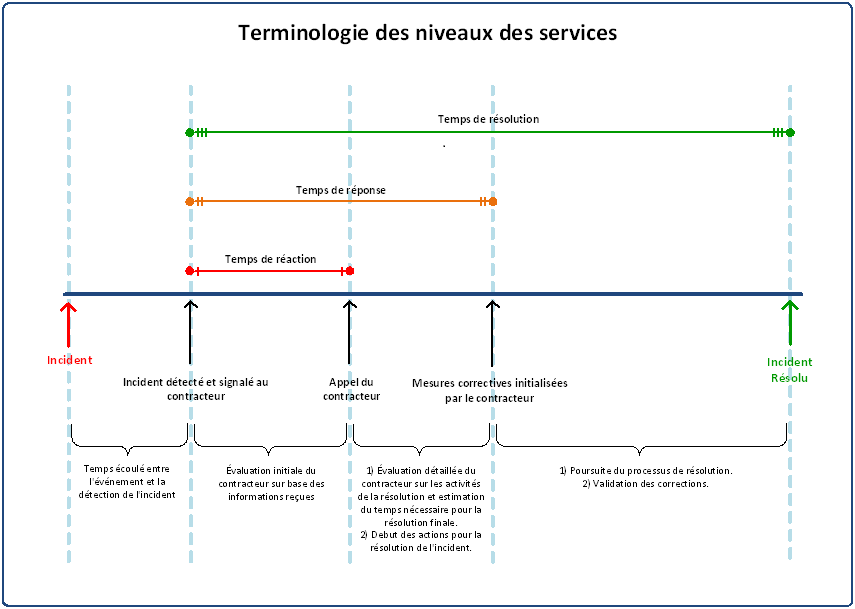 Terminologie des niveaux des services
Temps de résolution
Temps de réponse
Temps de réaction
Incident
Incident détecté et signalé au
contracteur
Appel du
contracteur
Mesures correctives initialisées
par le contracteur
Incident
Résolu
Temps écoulé entre
l'événement et la
détection de l'incident
Évaluation initiale du
contracteur sur base des
informations reçues
1) Évaluation détaillée du
contracteur sur les activités
de la résolution et estimation
du temps nécessaire pour la
résolution finale.
2) Debut des actions pour la
résolution de l'incident.
1) Poursuite du processus de résolution.
2) Validation des corrections.